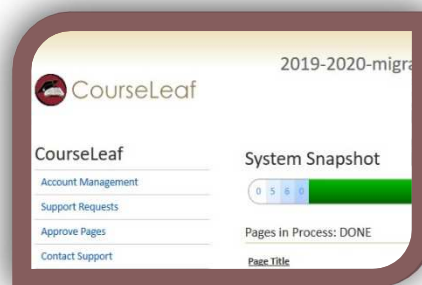 2019-2020-migra
CourseLeaf
CourseLeaf
Account Management
Support Requests
Approve Pages
Contact Support
System Snapshot
0 5 6 0
Pages in Process: DONE
Page Title